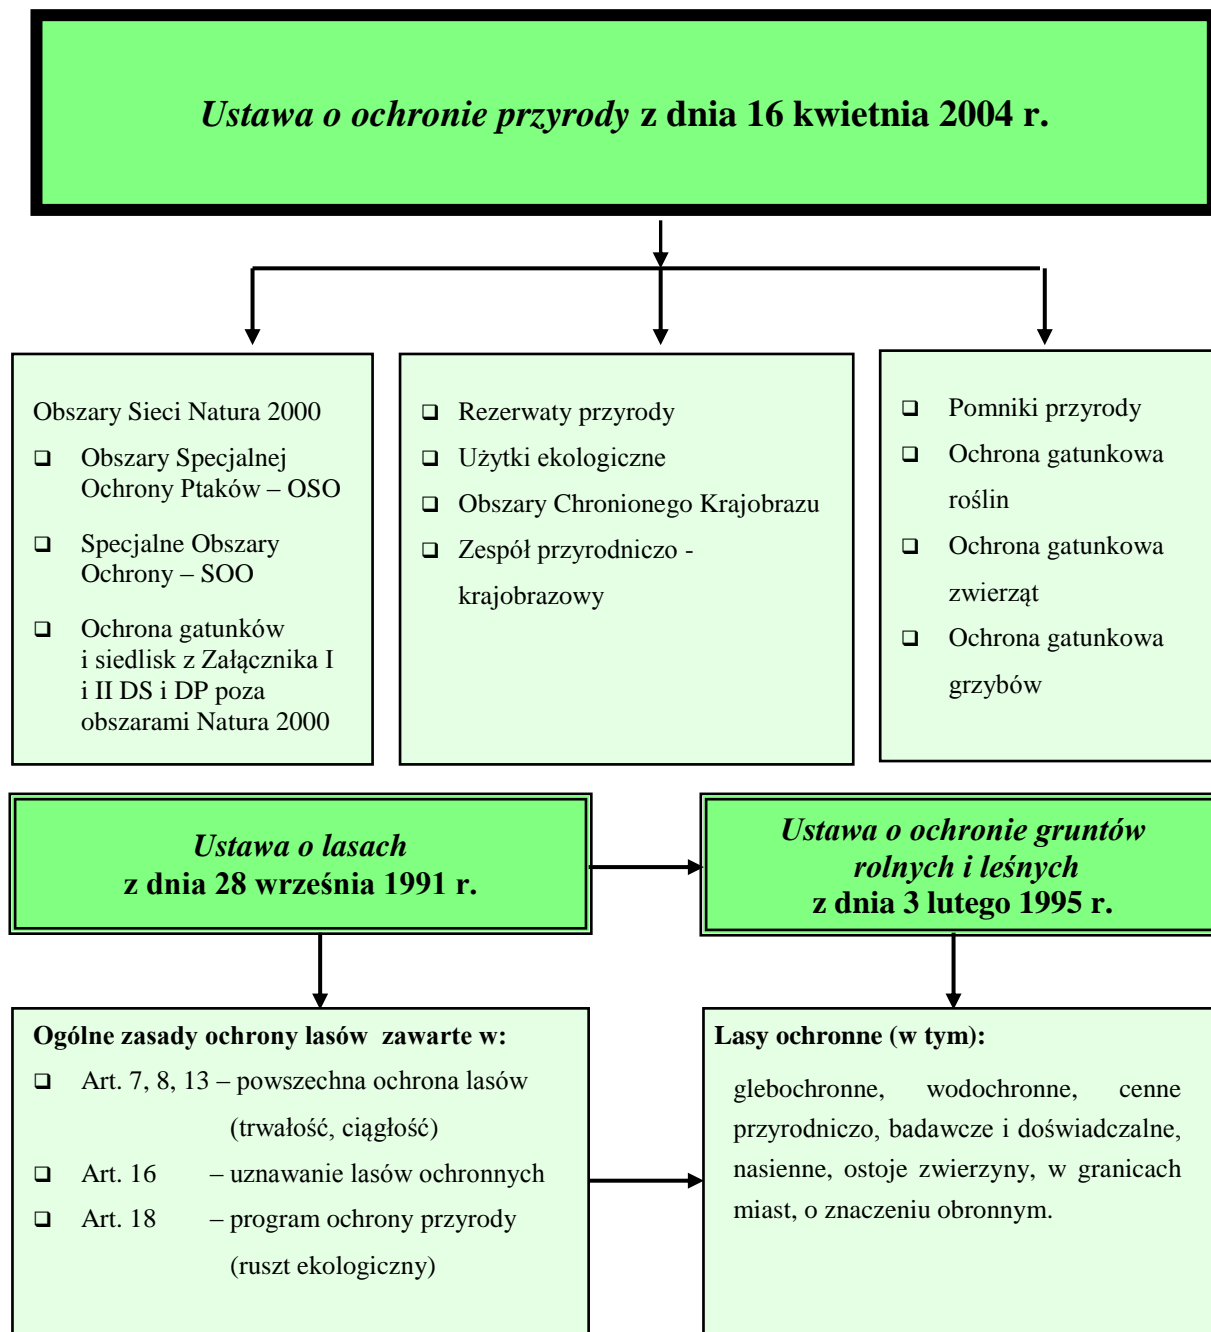 Ustawa o ochronie przyrody z dnia 16 kwietnia 2004 r.
Obszary Sieci Natura 2000
❑ Obszary Specjalnej
Ochrony Ptaków – OSO
❑ Specjalne Obszary
Ochrony – SOO
❑ Ochrona gatunków
i siedlisk z Załącznika I
i II DS i DP poza
obszarami Natura 2000
❑ Rezerwaty przyrody
❑ Użytki ekologiczne
❑ Obszary Chronionego Krajobrazu
❑ Zespół przyrodniczo -
krajobrazowy
❑ Pomniki przyrody
❑ Ochrona gatunkowa
roślin
❑ Ochrona gatunkowa
zwierząt
❑ Ochrona gatunkowa
grzybów
Ustawa o lasach
z dnia 28 września 1991 r.
Ustawa o ochronie gruntów
rolnych i leśnych
z dnia 3 lutego 1995 r.
Ogólne zasady ochrony lasów zawarte w:
❑ Art. 7, 8, 13 – powszechna ochrona lasów
(trwałość, ciągłość)
❑ Art. 16 – uznawanie lasów ochronnych
❑ Art. 18 – program ochrony przyrody
(ruszt ekologiczny)
Lasy ochronne (w tym):
glebochronne, wodochronne, cenne
przyrodniczo, badawcze i doświadczalne,
nasienne, ostoje zwierzyny, w granicach
miast, o znaczeniu obronnym.